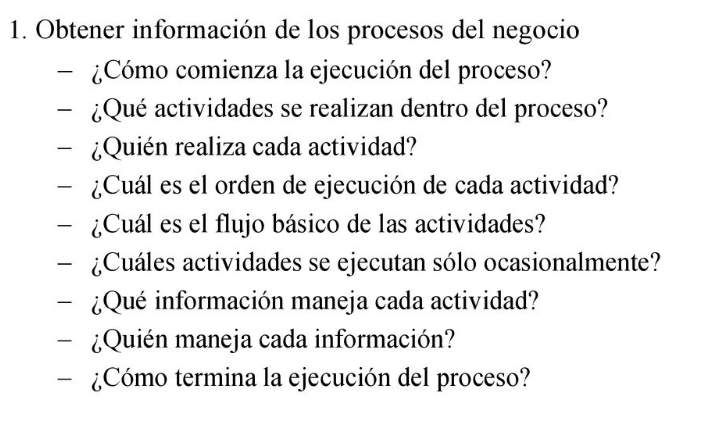 1. Obtener información de los procesos del negocio
– ¿Cómo comienza la ejecución del proceso?
– ¿Qué actividades se realizan dentro del proceso?
– ¿Quién realiza cada actividad?
– ¿Cuál es el orden de ejecución de cada actividad?
– ¿Cuál es el flujo básico de las actividades?
– ¿Cuáles actividades se ejecutan sólo ocasionalmente?
– ¿Qué información maneja cada actividad?
– ¿Quién maneja cada información?
– ¿Cómo termina la ejecución del proceso?